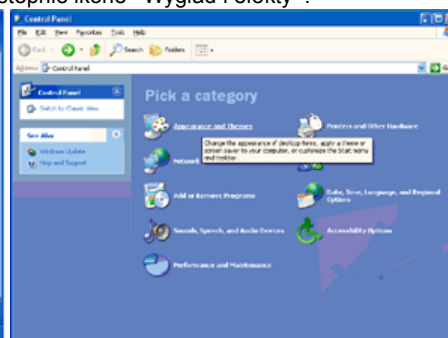 "Wygląd i efekty".
Control Panel
File Edit View Favorites Tools Help
Back Search Folders
Address Control Panel
Control Panel
Switch to Classic View
See Also
Windows Update
Help and Support
Pick a category
Appearance and Themes
Printers and Other Hardware
Change the appearance of desktop items, apply a theme or
screen saver to your computer, or customize the Start menu
and taskbar.
Network
Add or Remove Programs
Date, Time, Language, and Regional
Options
Sounds, Speech, and Audio Devices
Accessibility Options
Performance and Maintenance